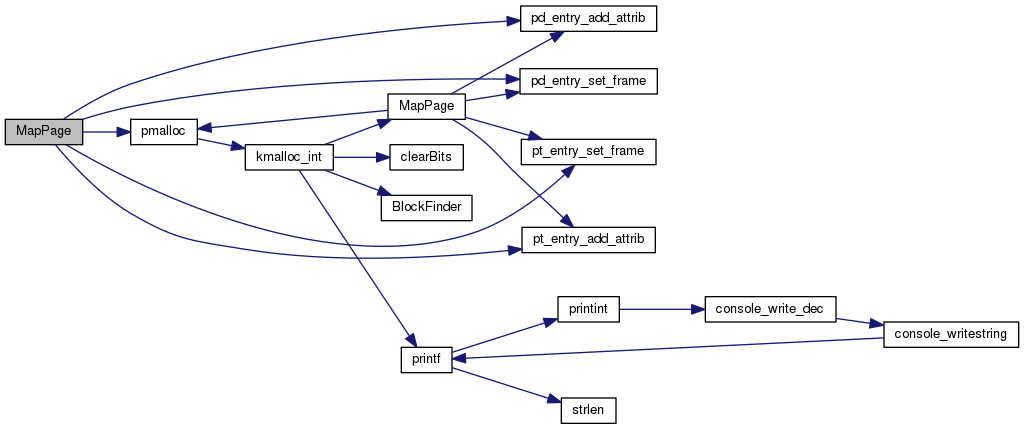 MapPage
pmalloc
kmalloc_int
MapPage
clearBits
BlockFinder
printf
pd_entry_add_attrib
pd_entry_set_frame
pt_entry_set_frame
pt_entry_add_attrib
printint
strlen
console_write_dec
console_writestring